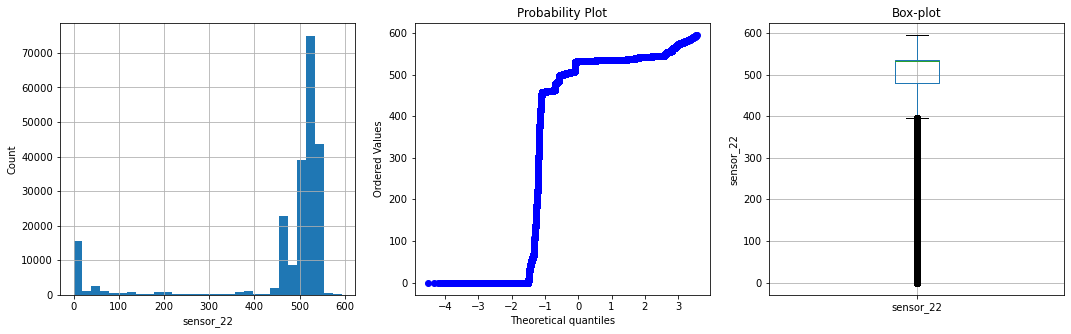 70000
60000
50000
40000
30000
20000
10000
0
Count
0 100 200 300 400 500 600
sensor_22
Probability Plot
600
500
400
300
200
100
0
Ordered Values
−4 −3 −2 −1 0 1 2 3
Theoretical quantiles
Box-plot
600
500
400
300
200
100
0
sensor_22
sensor_22